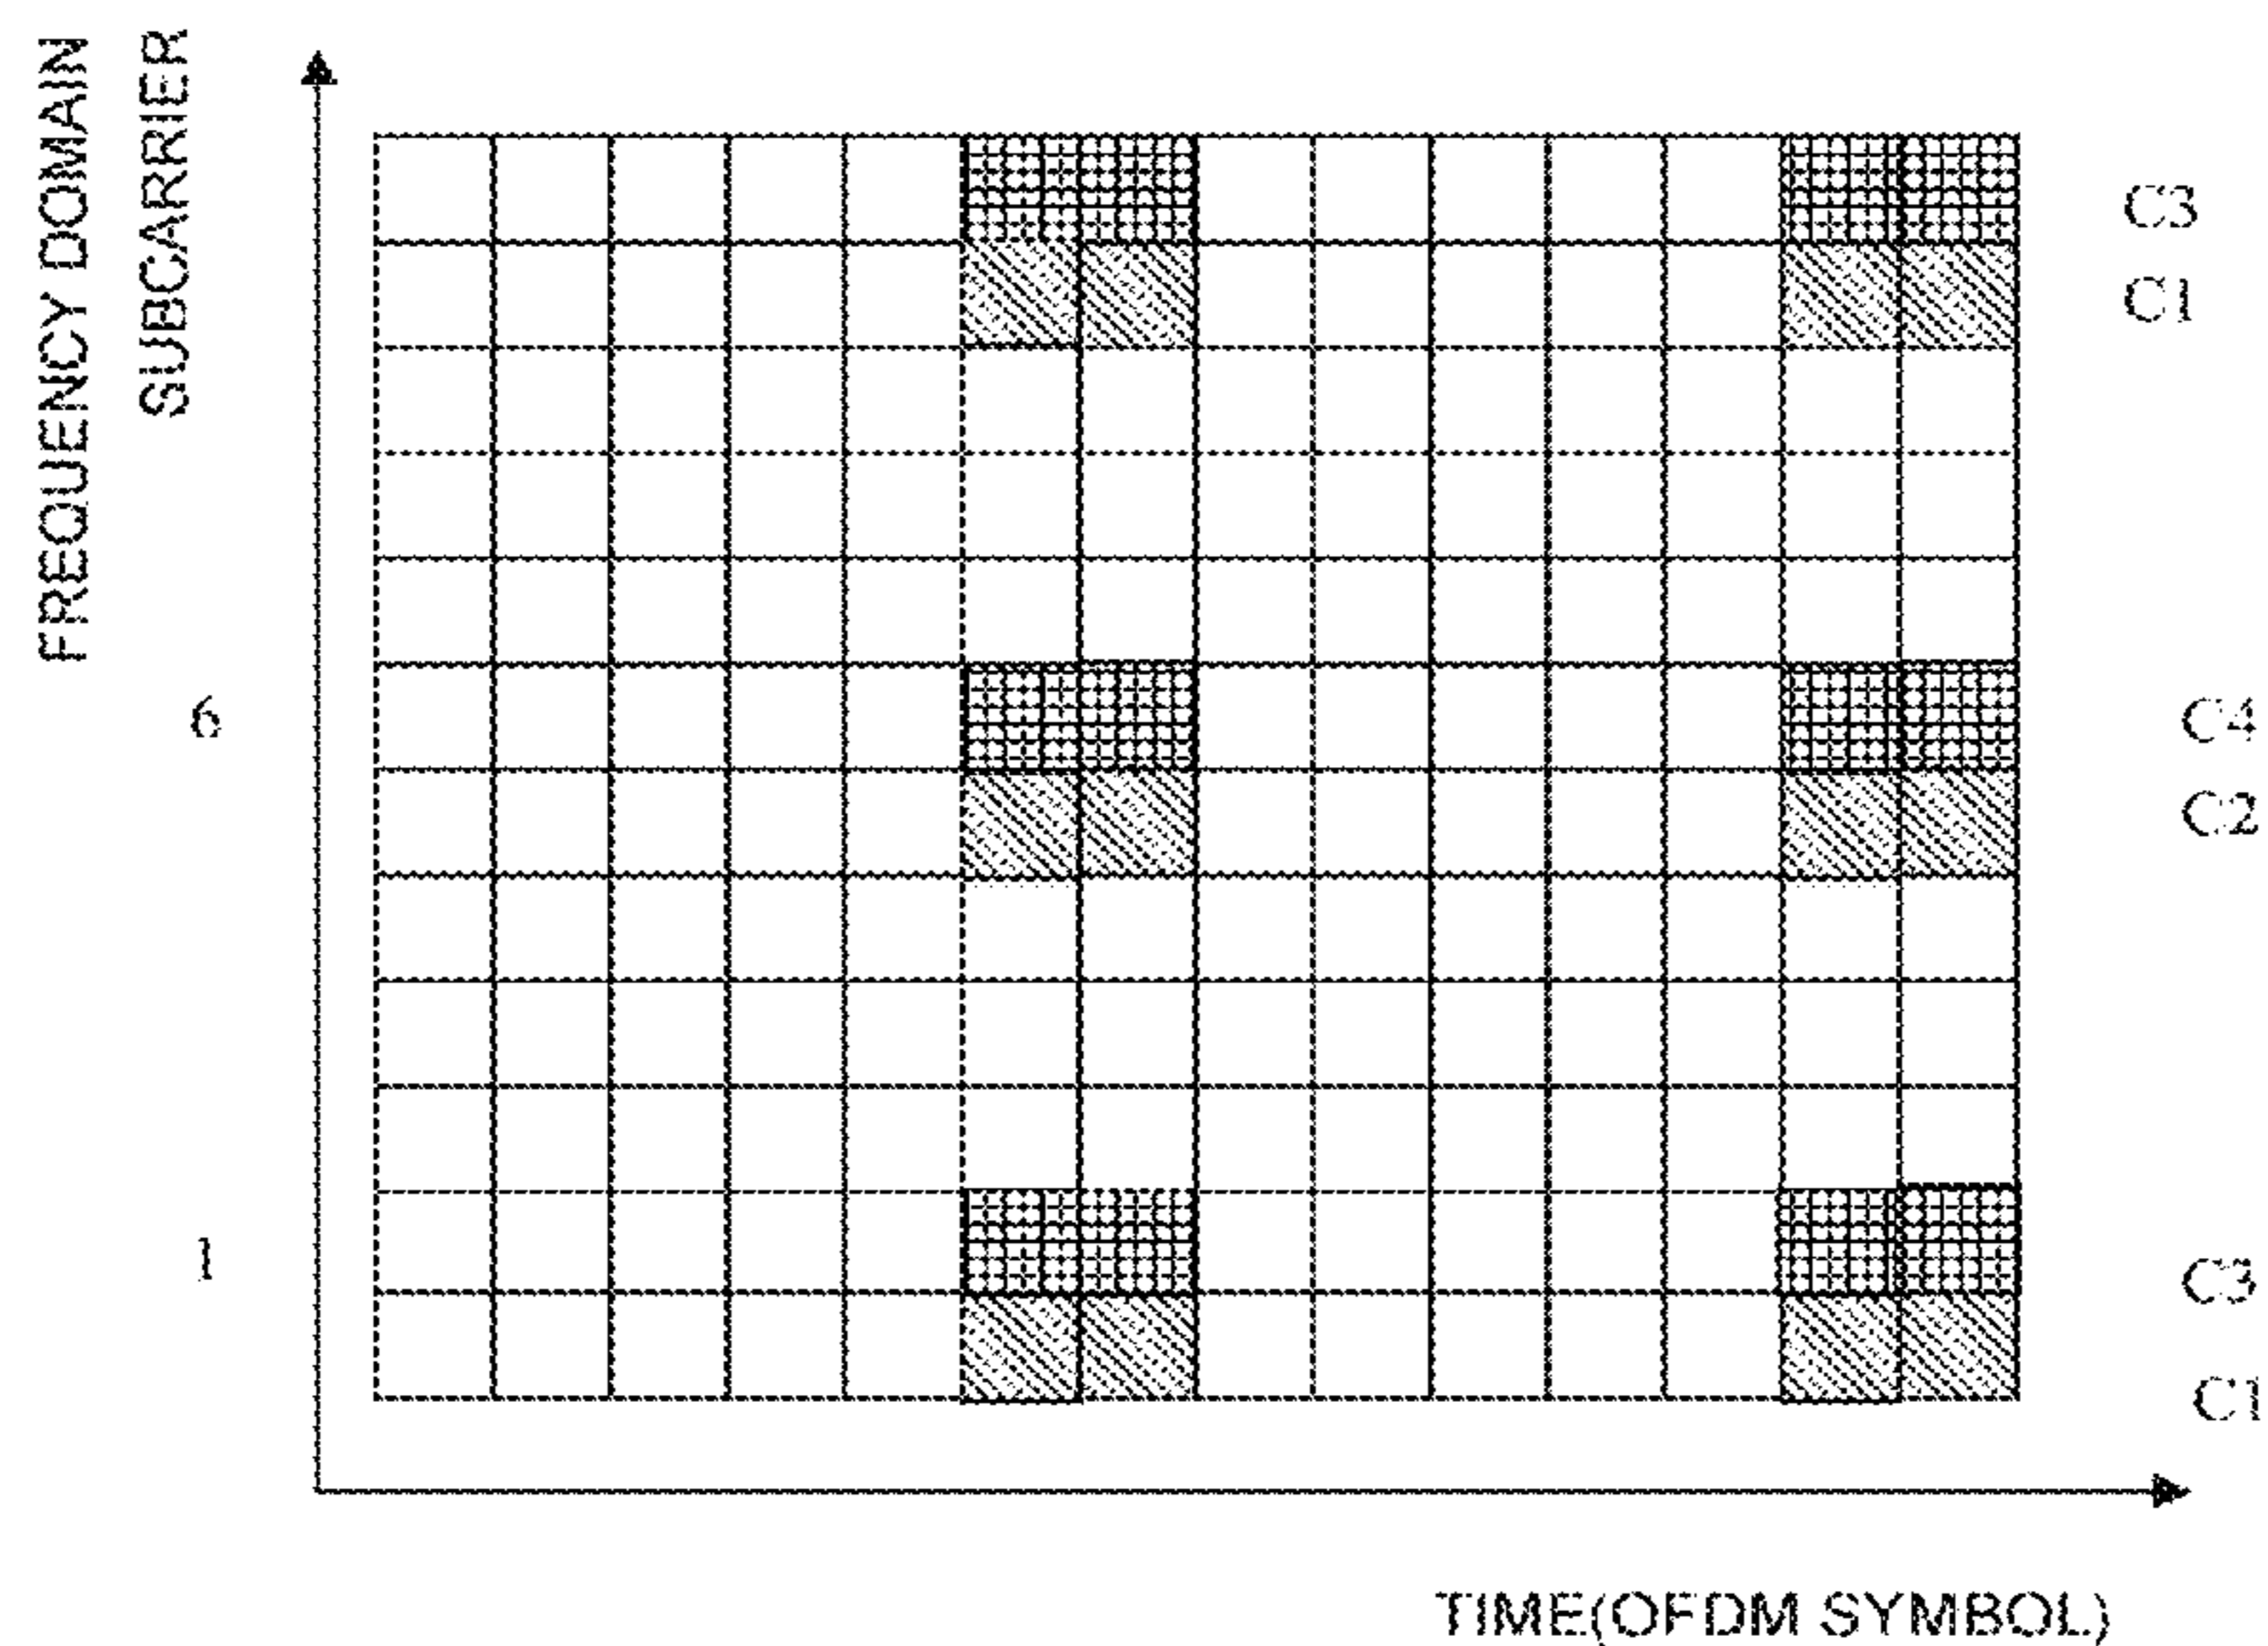 FREQUENCY DOMAIN
SUBCARRIER
C3
C1
6
C4
C2
1
C3
C1
TIME(OFDM SYMBOL)